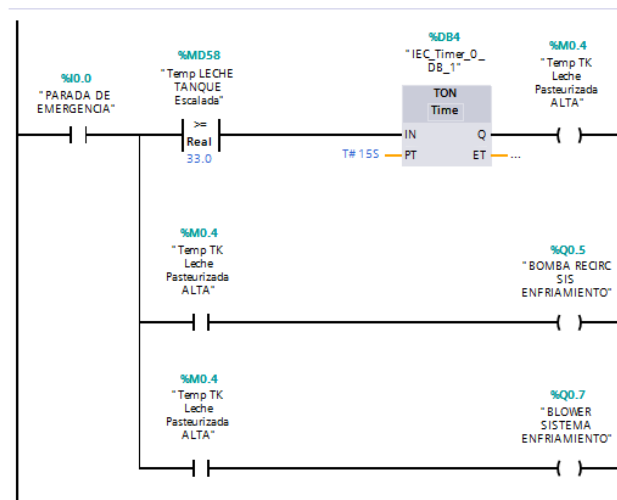 %I0.0
"PARADA DE
EMERGENCIA"
%MD58
"Temp LECHE
TANQUE
Escalada"
>=
Real
33.0
%DB4
"IEC_Timer_0_
DB_1"
TON
Time
IN
Q
T# 15S
PT
ET
...
%M0.4
"Temp TK
Leche
Pasteurizada
ALTA"
%M0.4
"Temp TK
Leche
Pasteurizada
ALTA"
%Q0.5
"BOMBA RECIRC
SIS
ENFRIAMIENTO"
%M0.4
"Temp TK
Leche
Pasteurizada
ALTA"
%Q0.7
"BLOWER
SISTEMA
ENFRIAMIENTO"